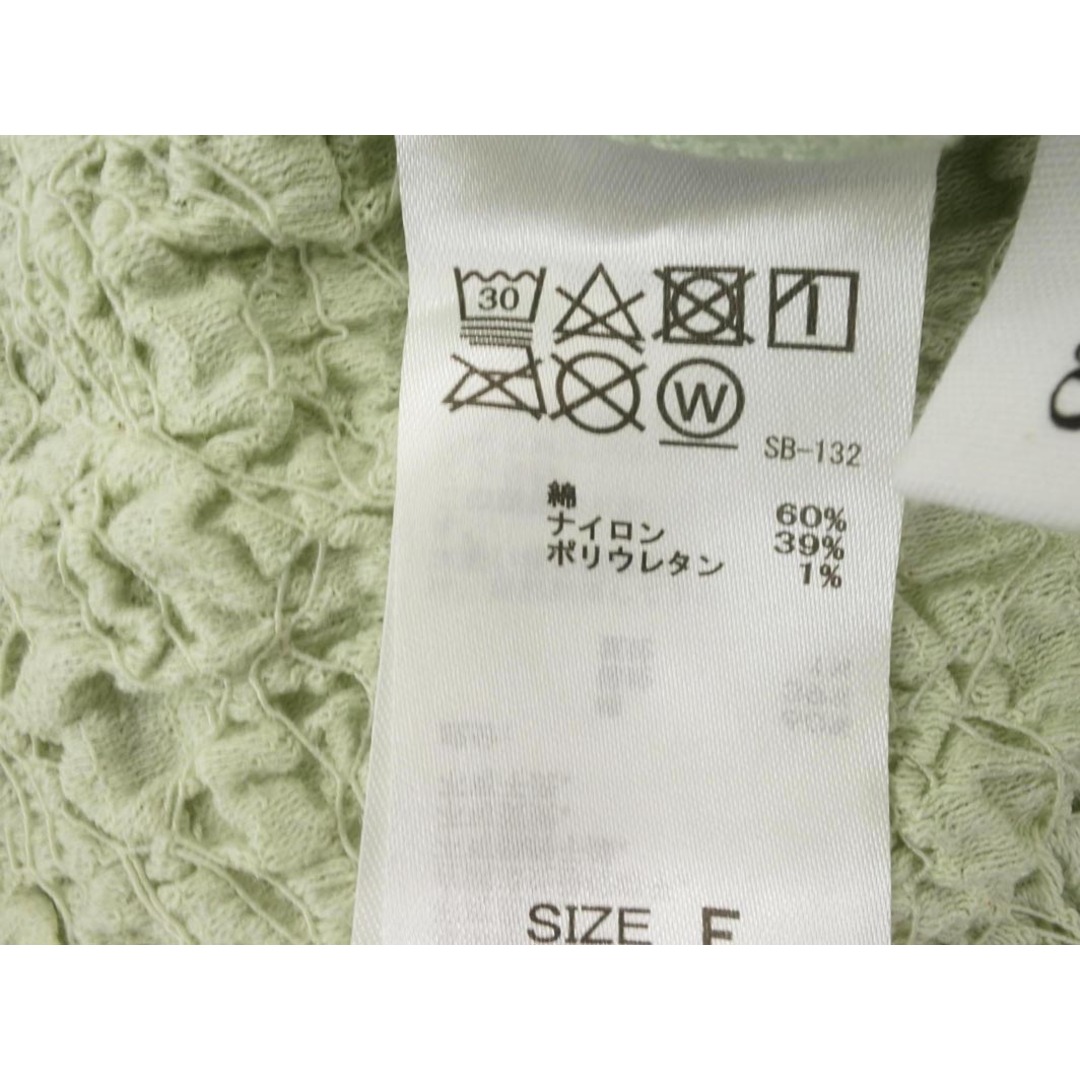 30
W
SB-132
綿 60%
ナイロン 39%
ポリウレタン 1%
SIZE F